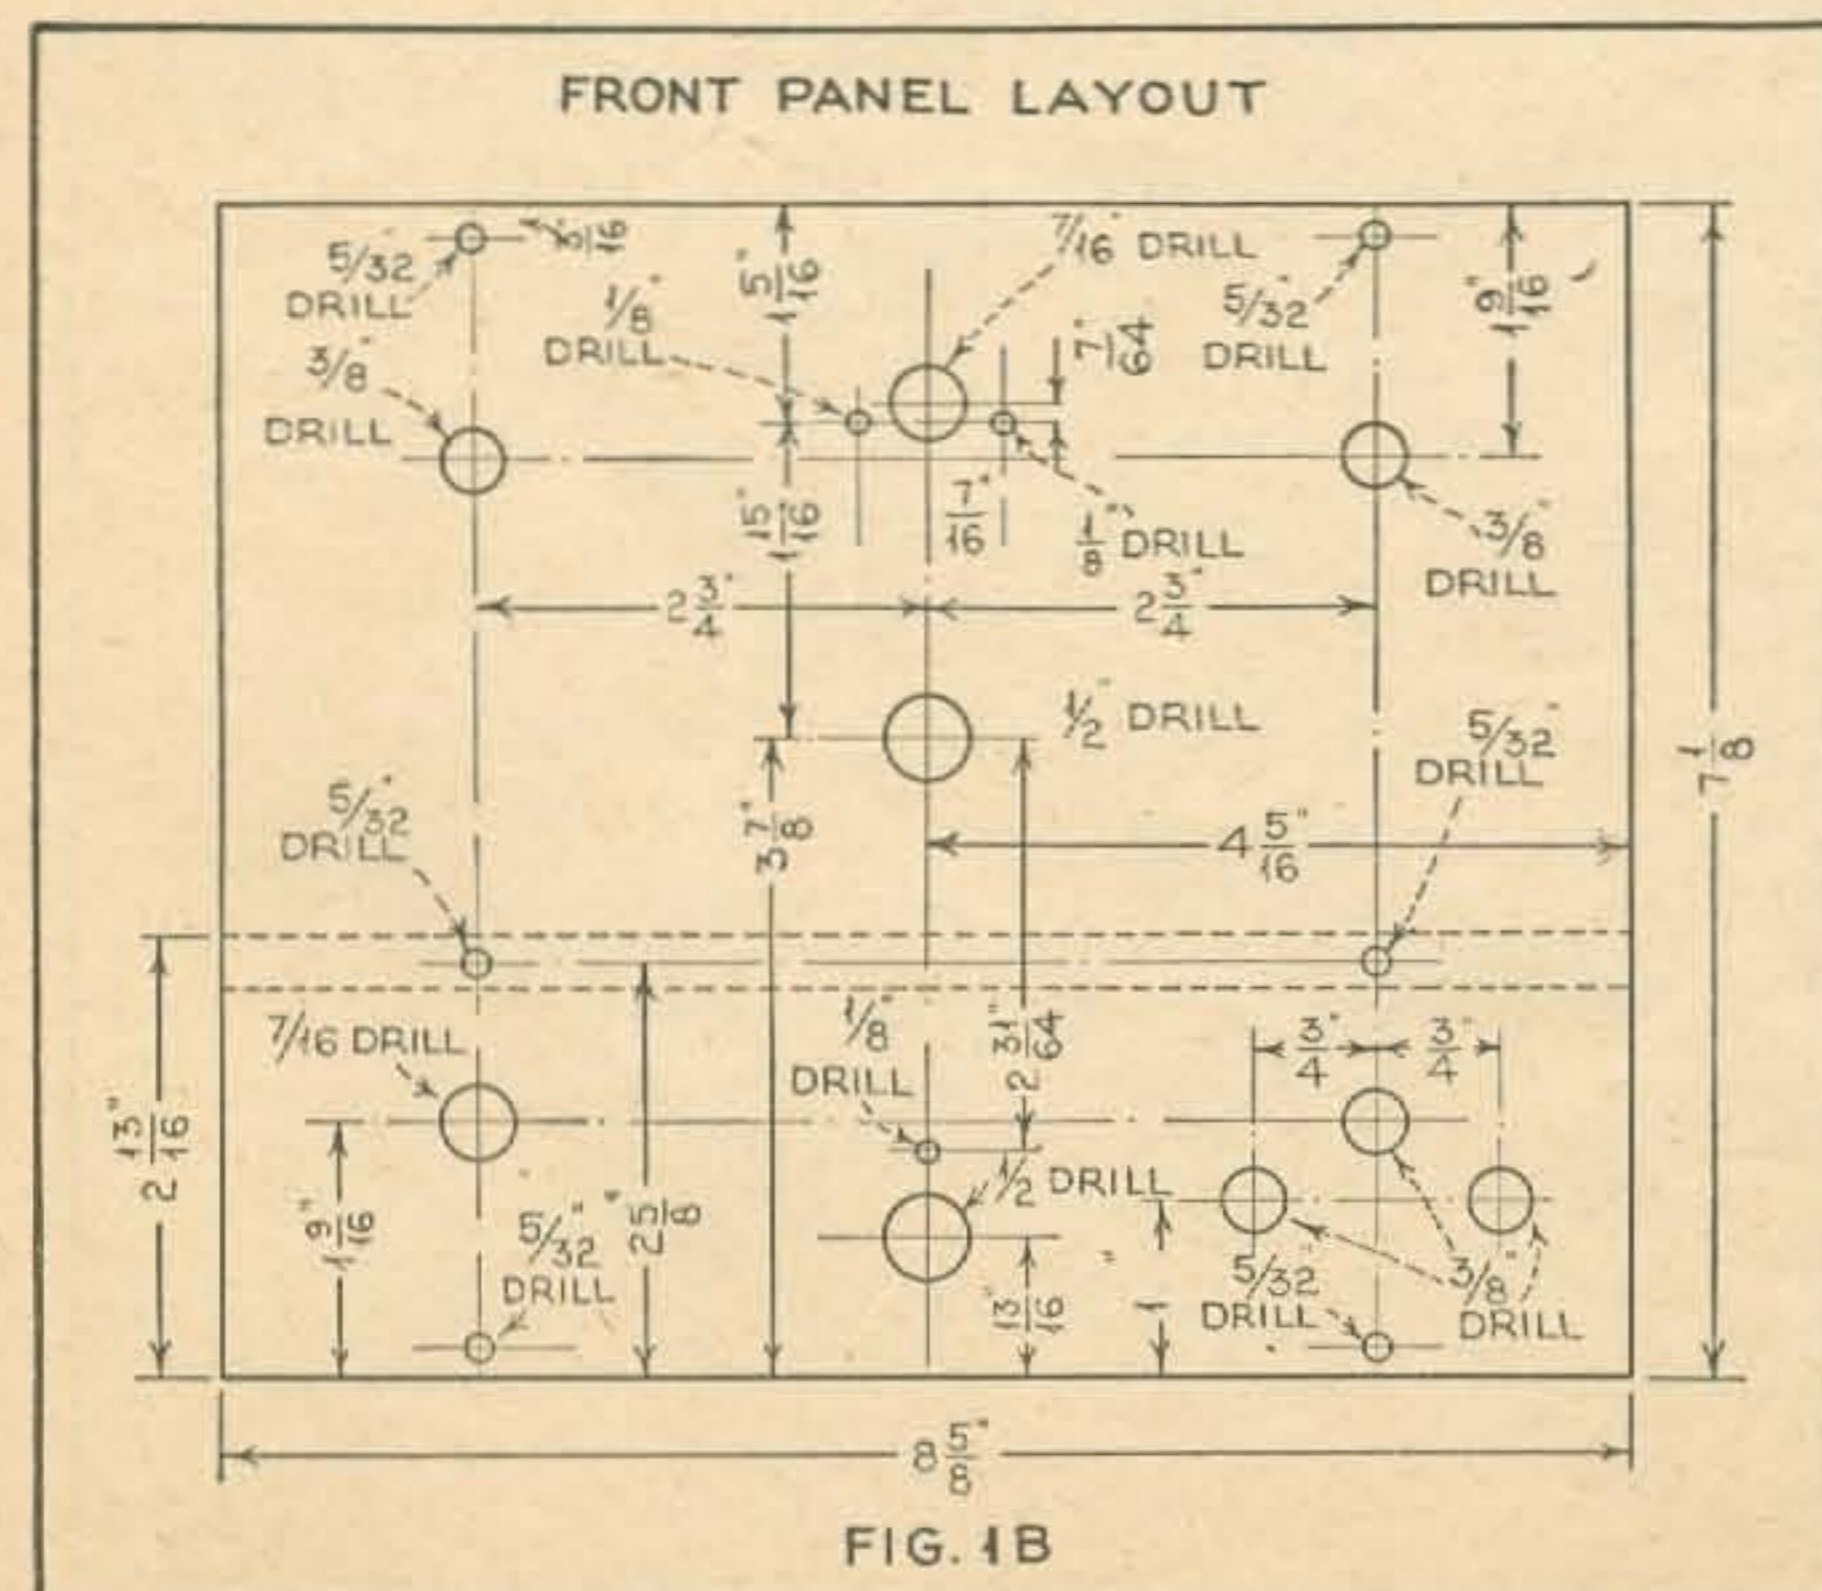 FRONT PANEL LAYOUT
5/32" DRILL
3/16"
1 5/16"
7/16" DRILL
5/32" DRILL
1 9/16"
1/8" DRILL
7/64"
3/8" DRILL
1 15/16"
7/16"
1/8" DRILL
3/8" DRILL
2 3/4"
2 3/4"
1/2" DRILL
5/32" DRILL
7 1/8
5/32" DRILL
3 7/8"
4 5/16"
7/16 DRILL
1/8" DRILL
2 31/64"
3/4"
3/4"
2 13/16"
1 9/16"
5/32" DRILL
2 5/8"
1/2 DRILL
13/16"
1"
5/32" DRILL
3/8" DRILL
8 5/8"
FIG. 1B